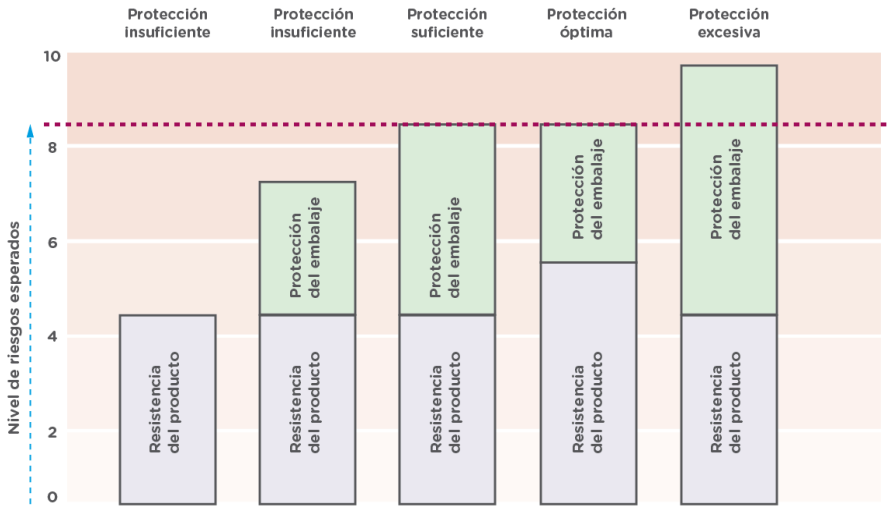 Protección
insuficiente
Protección
insuficiente
Protección
suficiente
Protección
óptima
Protección
excesiva
10
8
6
4
2
0
Nivel de riesgos esperados
Resistencia
del producto
Protección
del embalaje
Resistencia
del producto
Protección
del embalaje
Resistencia
del producto
Protección
del embalaje
Resistencia
del producto
Protección
del embalaje
Resistencia
del producto